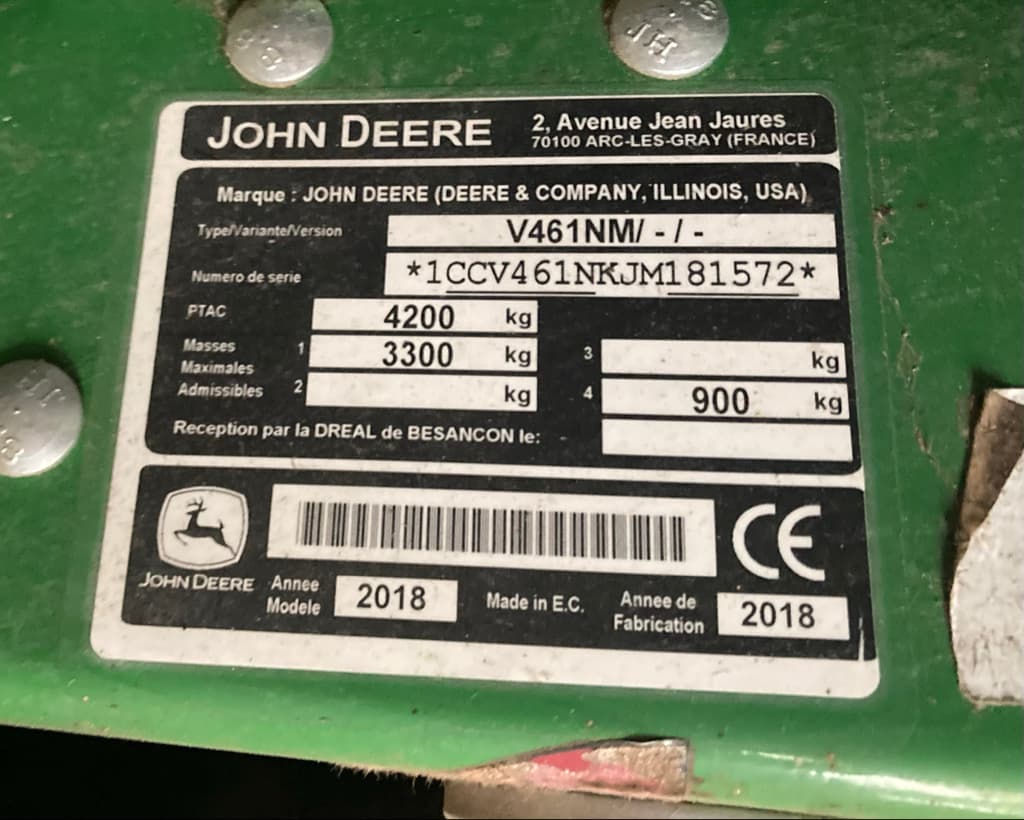 JOHN DEERE
2, Avenue Jean Jaures
70100 ARC-LES-GRAY (FRANCE)
Marque : JOHN DEERE (DEERE & COMPANY, ILLINOIS, USA)
Type/Variante/Version V461NM/ - / -
Numero de serie *1CCV461NKJM181572*
PTAC 4200 kg
Masses Maximales Admissibles
1 3300 kg 3 kg
2 kg 4 900 kg
Reception par la DREAL de BESANCON le: -
CE
JOHN DEERE
Annee Modele 2018
Made in E.C.
Annee de Fabrication 2018